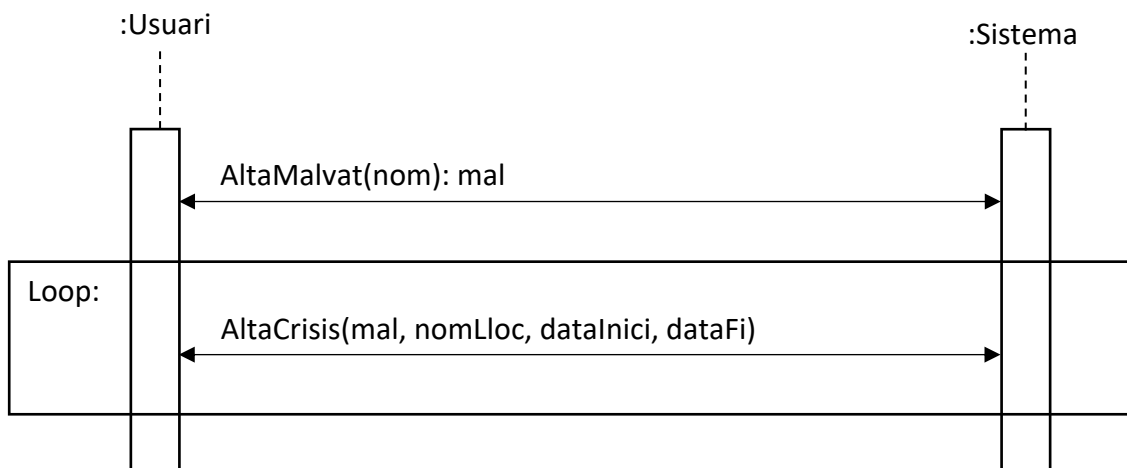 :Usuari
:Sistema
AltaMalvat(nom): mal
Loop:
AltaCrisis(mal, nomLloc, dataInici, dataFi)